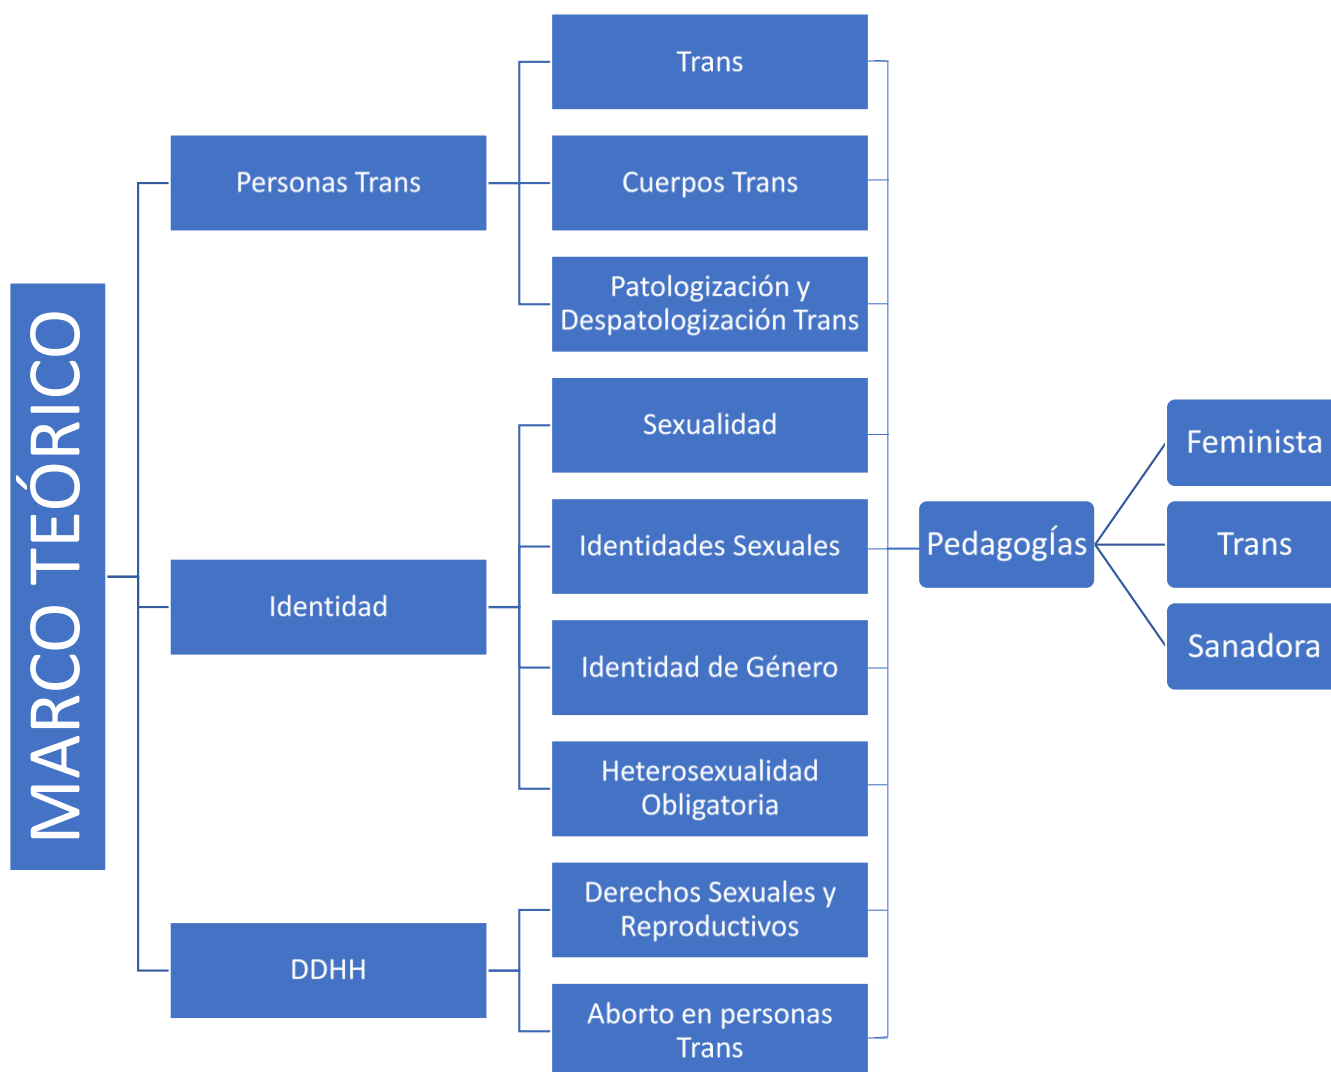 MARCO TEÓRICO
Personas Trans
Identidad
DDHH
Trans
Cuerpos Trans
Patologización y
Despatologización Trans
Sexualidad
Identidades Sexuales
Identidad de Género
Heterosexualidad
Obligatoria
Derechos Sexuales y
Reproductivos
Aborto en personas
Trans
PedagogÍas
Feminista
Trans
Sanadora